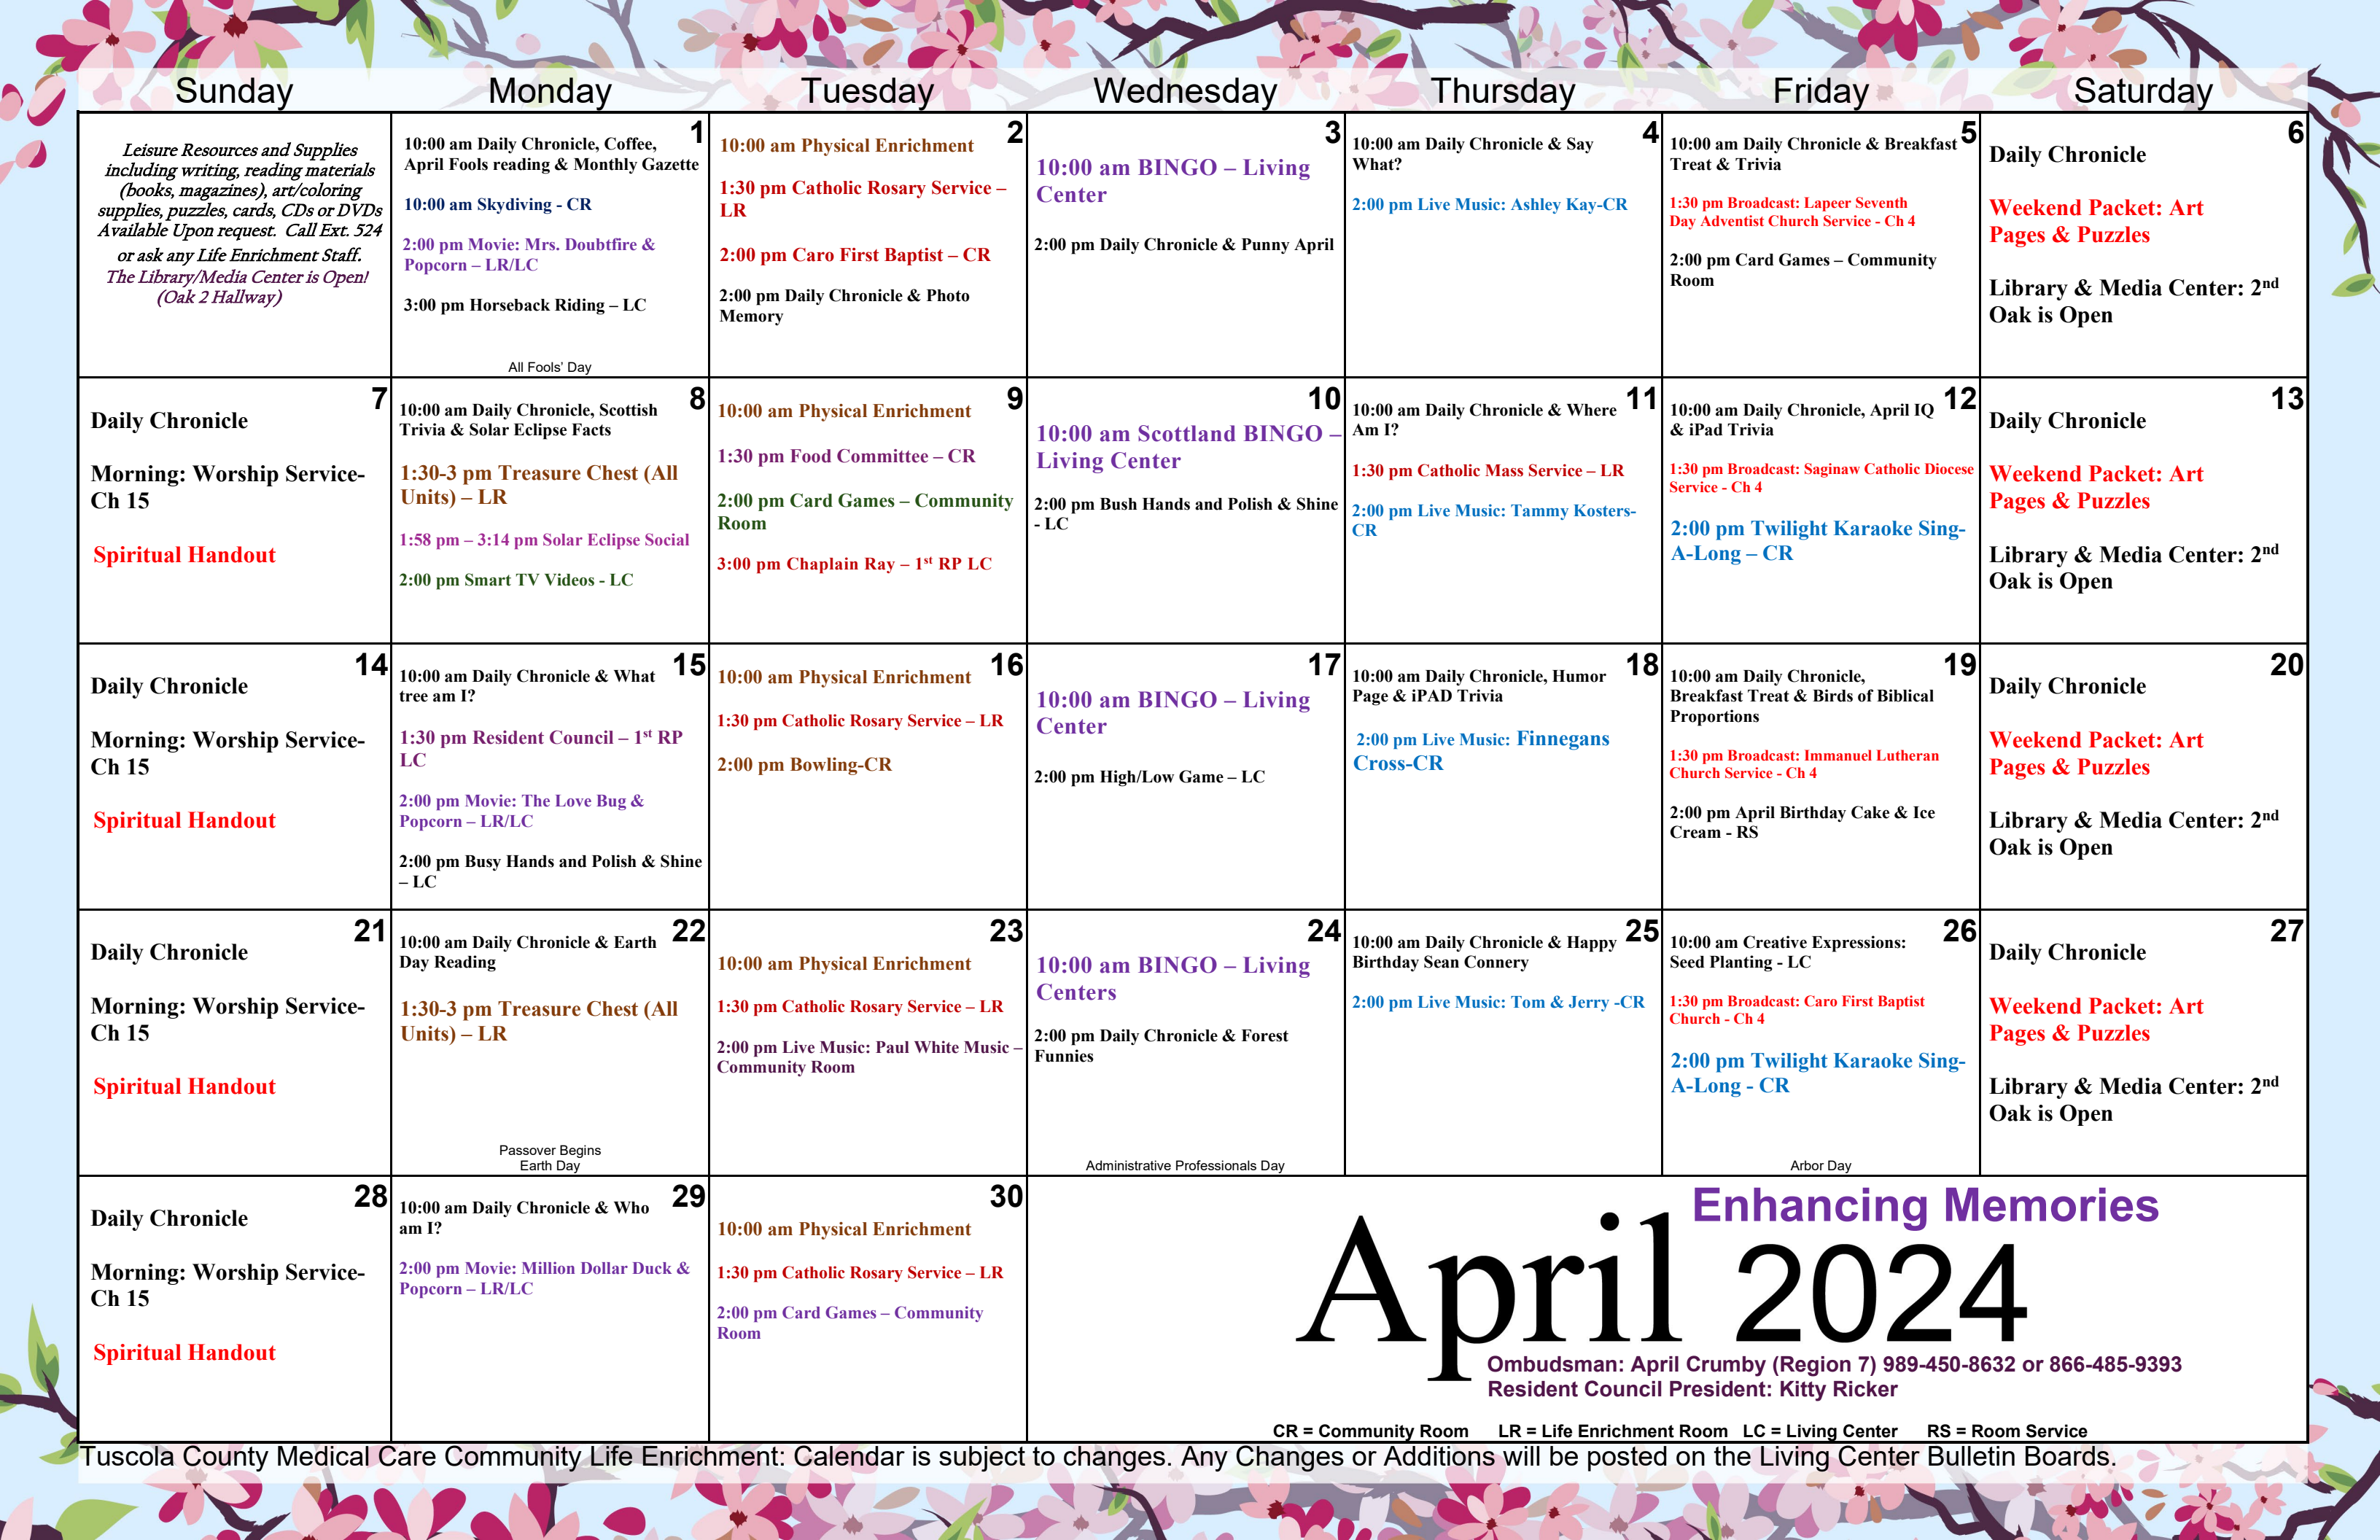 Sunday Monday Tuesday Wednesday Thursday Friday Saturday
Leisure Resources and Supplies
including writing, reading materials
(books, magazines), art/coloring
supplies, puzzles, cards, CDs or DVDs
Available Upon request. Call Ext. 524
or ask any Life Enrichment Staff.
The Library/Media Center is Open!
(Oak 2 Hallway)
1
10:00 am Daily Chronicle, Coffee,
April Fools reading & Monthly Gazette
10:00 am Skydiving - CR
2:00 pm Movie: Mrs. Doubtfire &
Popcorn – LR/LC
3:00 pm Horseback Riding – LC
All Fools' Day
2
10:00 am Physical Enrichment
1:30 pm Catholic Rosary Service –
LR
2:00 pm Caro First Baptist – CR
2:00 pm Daily Chronicle & Photo
Memory
3
10:00 am BINGO – Living
Center
2:00 pm Daily Chronicle & Punny April
4
10:00 am Daily Chronicle & Say
What?
2:00 pm Live Music: Ashley Kay-CR
5
10:00 am Daily Chronicle & Breakfast
Treat & Trivia
1:30 pm Broadcast: Lapeer Seventh
Day Adventist Church Service - Ch 4
2:00 pm Card Games – Community
Room
6
Daily Chronicle
Weekend Packet: Art
Pages & Puzzles
Library & Media Center: 2nd
Oak is Open
7
Daily Chronicle
Morning: Worship Service-
Ch 15
Spiritual Handout
8
10:00 am Daily Chronicle, Scottish
Trivia & Solar Eclipse Facts
1:30-3 pm Treasure Chest (All
Units) – LR
1:58 pm – 3:14 pm Solar Eclipse Social
2:00 pm Smart TV Videos - LC
9
10:00 am Physical Enrichment
1:30 pm Food Committee – CR
2:00 pm Card Games – Community
Room
3:00 pm Chaplain Ray – 1st RP LC
10
10:00 am Scottland BINGO –
Living Center
2:00 pm Bush Hands and Polish & Shine
- LC
11
10:00 am Daily Chronicle & Where
Am I?
1:30 pm Catholic Mass Service – LR
2:00 pm Live Music: Tammy Kosters-
CR
12
10:00 am Daily Chronicle, April IQ
& iPad Trivia
1:30 pm Broadcast: Saginaw Catholic Diocese
Service - Ch 4
2:00 pm Twilight Karaoke Sing-
A-Long – CR
13
Daily Chronicle
Weekend Packet: Art
Pages & Puzzles
Library & Media Center: 2nd
Oak is Open
14
Daily Chronicle
Morning: Worship Service-
Ch 15
Spiritual Handout
15
10:00 am Daily Chronicle & What
tree am I?
1:30 pm Resident Council – 1st RP
LC
2:00 pm Movie: The Love Bug &
Popcorn – LR/LC
2:00 pm Busy Hands and Polish & Shine
– LC
16
10:00 am Physical Enrichment
1:30 pm Catholic Rosary Service – LR
2:00 pm Bowling-CR
17
10:00 am BINGO – Living
Center
2:00 pm High/Low Game – LC
18
10:00 am Daily Chronicle, Humor
Page & iPAD Trivia
2:00 pm Live Music: Finnegans
Cross-CR
19
10:00 am Daily Chronicle,
Breakfast Treat & Birds of Biblical
Proportions
1:30 pm Broadcast: Immanuel Lutheran
Church Service - Ch 4
2:00 pm April Birthday Cake & Ice
Cream - RS
20
Daily Chronicle
Weekend Packet: Art
Pages & Puzzles
Library & Media Center: 2nd
Oak is Open
21
Daily Chronicle
Morning: Worship Service-
Ch 15
Spiritual Handout
22
10:00 am Daily Chronicle & Earth
Day Reading
1:30-3 pm Treasure Chest (All
Units) – LR
Passover Begins
Earth Day
23
10:00 am Physical Enrichment
1:30 pm Catholic Rosary Service – LR
2:00 pm Live Music: Paul White Music –
Community Room
24
10:00 am BINGO – Living
Centers
2:00 pm Daily Chronicle & Forest
Funnies
Administrative Professionals Day
25
10:00 am Daily Chronicle & Happy
Birthday Sean Connery
2:00 pm Live Music: Tom & Jerry -CR
26
10:00 am Creative Expressions:
Seed Planting - LC
1:30 pm Broadcast: Caro First Baptist
Church - Ch 4
2:00 pm Twilight Karaoke Sing-
A-Long - CR
Arbor Day
27
Daily Chronicle
Weekend Packet: Art
Pages & Puzzles
Library & Media Center: 2nd
Oak is Open
28
Daily Chronicle
Morning: Worship Service-
Ch 15
Spiritual Handout
29
10:00 am Daily Chronicle & Who
am I?
2:00 pm Movie: Million Dollar Duck &
Popcorn – LR/LC
30
10:00 am Physical Enrichment
1:30 pm Catholic Rosary Service – LR
2:00 pm Card Games – Community
Room
Enhancing Memories
April 2024
Ombudsman: April Crumby (Region 7) 989-450-8632 or 866-485-9393
Resident Council President: Kitty Ricker
CR = Community Room LR = Life Enrichment Room LC = Living Center RS = Room Service
Tuscola County Medical Care Community Life Enrichment: Calendar is subject to changes. Any Changes or Additions will be posted on the Living Center Bulletin Boards.